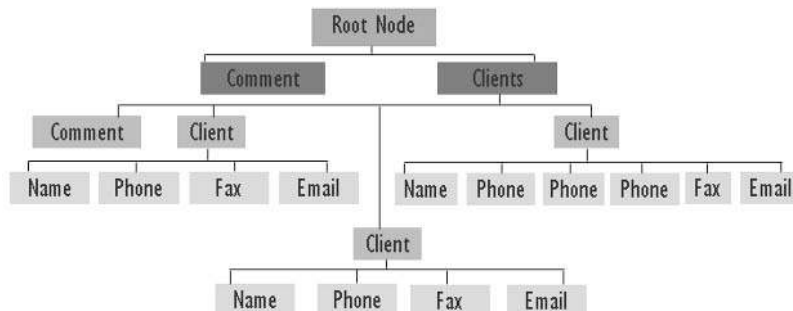 Root Node
Comment Clients
Comment Client Client
Name Phone Fax Email Name Phone Phone Phone Fax Email
Client
Name Phone Fax Email